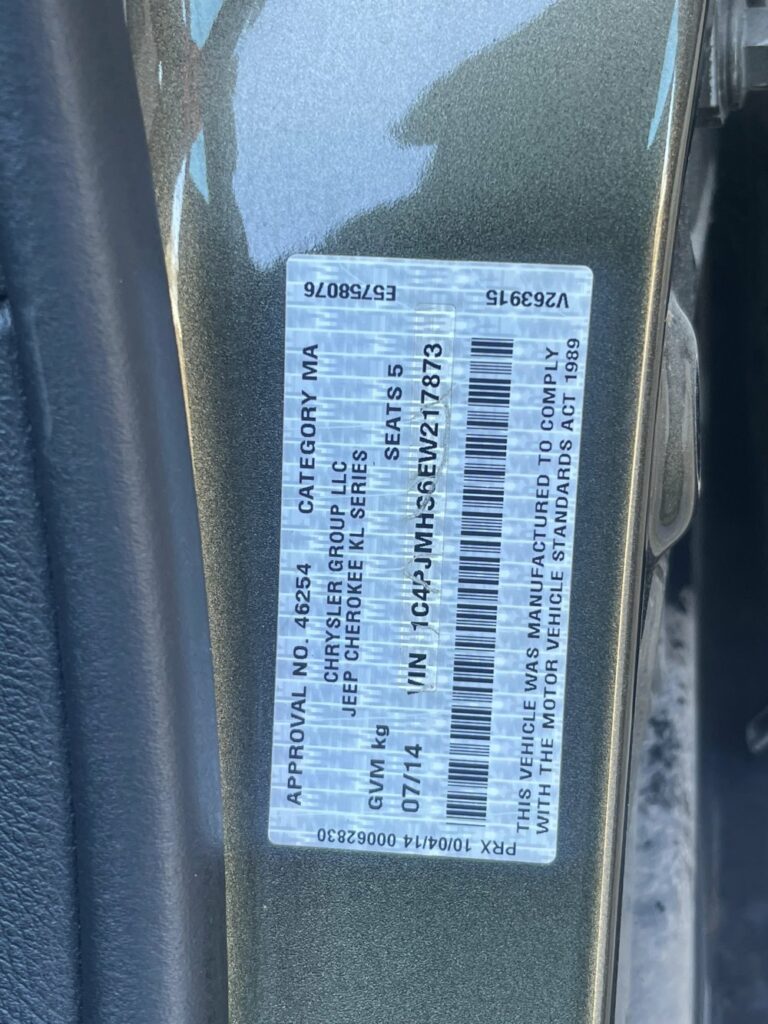 APPROVAL NO. 46254 CATEGORY MA
CHRYSLER GROUP LLC
JEEP CHEROKEE KL SERIES
GVM kg SEATS 5
07/14 VIN 1C4PJMHS6EW217873
THIS VEHICLE WAS MANUFACTURED TO COMPLY
WITH THE MOTOR VEHICLE STANDARDS ACT 1989
PRX 10/04/14 00062830
V263915 E5758076